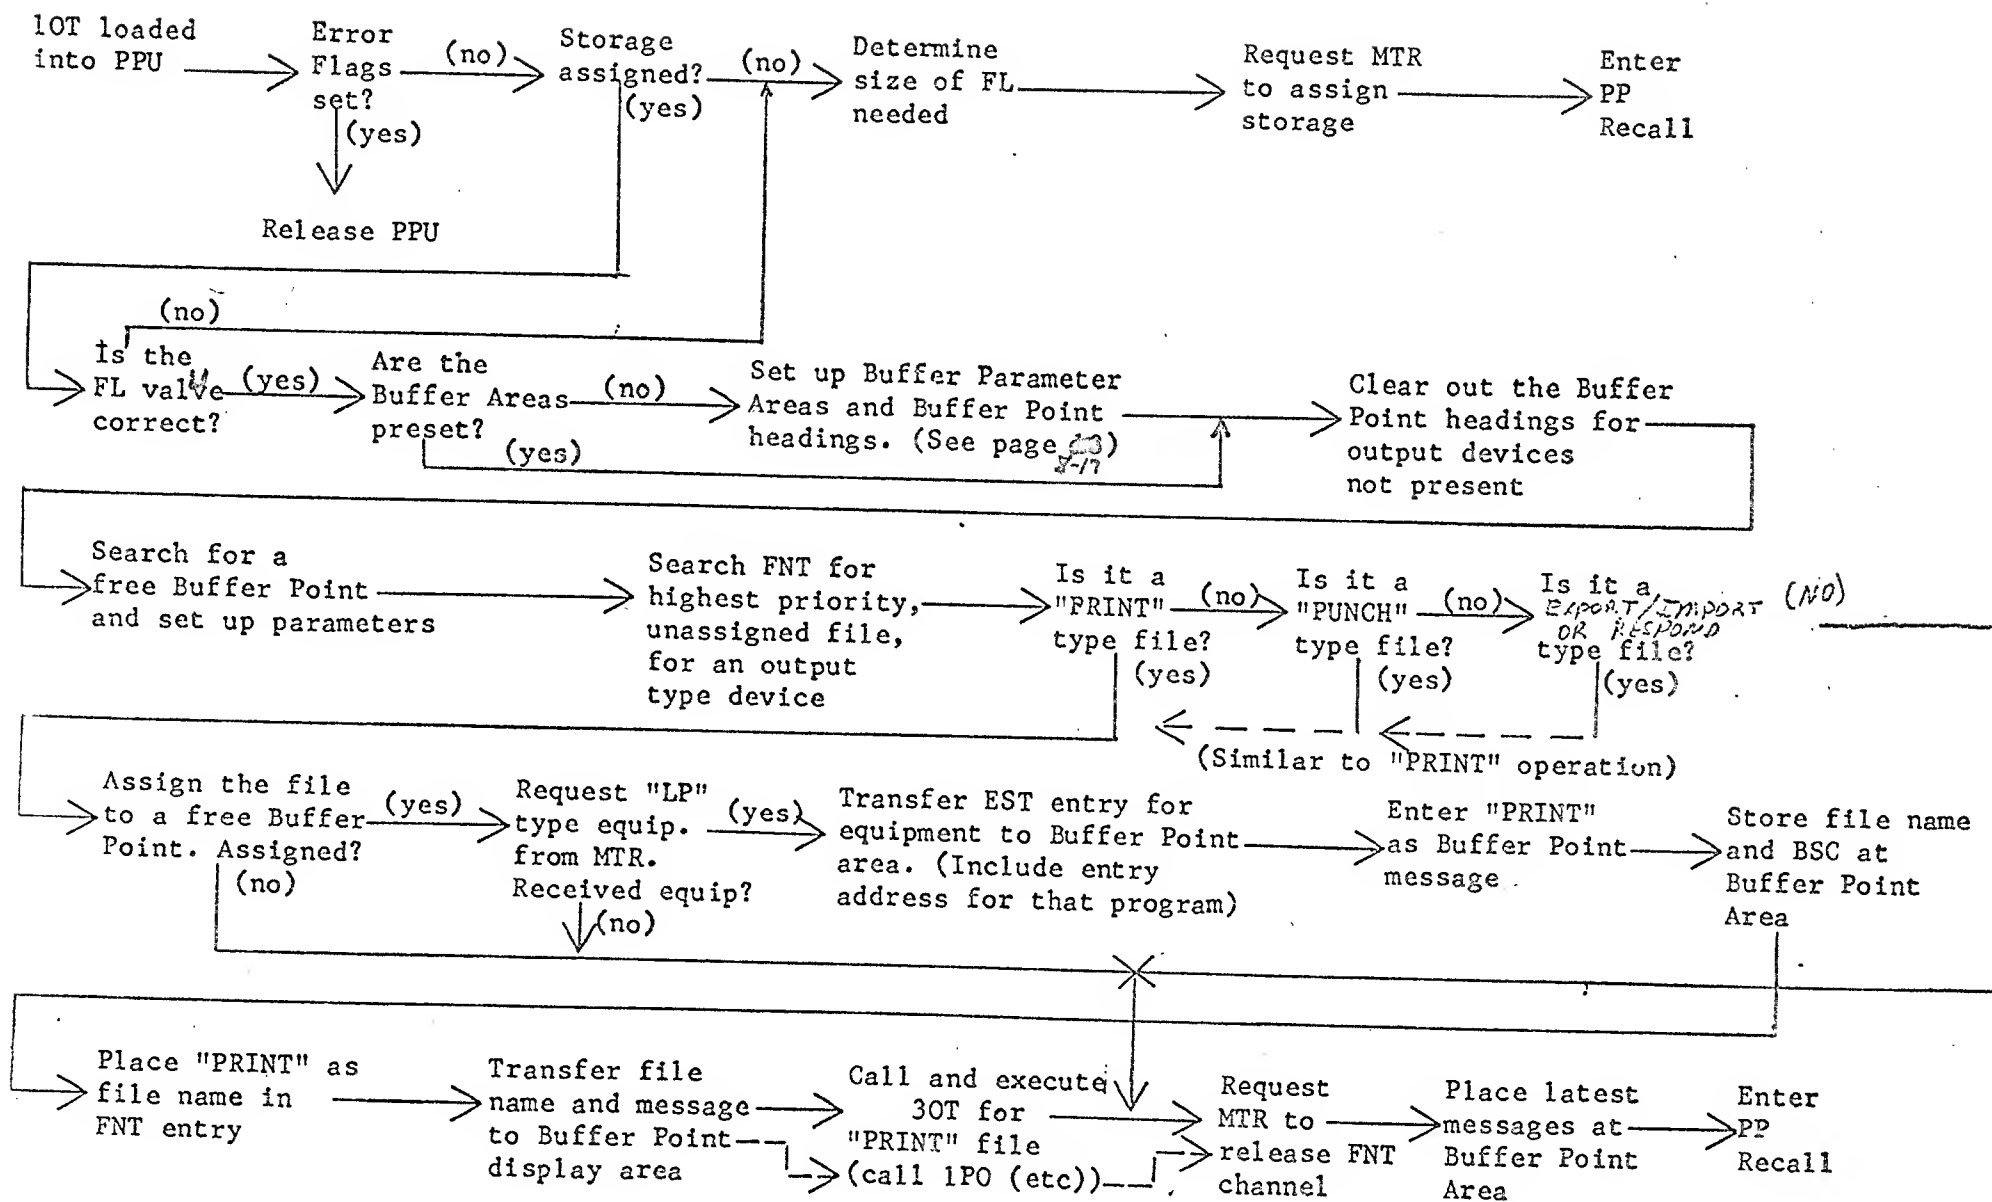 1OT loaded
into PPU
Error
Flags
set?
(no)
(yes)
Release PPU
Storage
assigned?
(no)
(yes)
Determine
size of FL
needed
Request MTR
to assign
storage
Enter
PP
Recall
(no)
Is the
FL value
correct?
(yes)
Are the
Buffer Areas
preset?
(no)
(yes)
Set up Buffer Parameter
Areas and Buffer Point
headings. (See page 8-17)
Clear out the Buffer
Point headings for
output devices
not present
Search for a
free Buffer Point
and set up parameters
Search FNT for
highest priority,
unassigned file,
for an output
type device
Is it a
"PRINT"
type file?
(no)
(yes)
Is it a
"PUNCH"
type file?
(no)
(yes)
Is it a
EXPORT/IMPORT
OR RESPOND
type file?
(NO)
(yes)
(Similar to "PRINT" operation)
Assign the file
to a free Buffer
Point. Assigned?
(yes)
(no)
Request "LP"
type equip.
from MTR.
Received equip?
(yes)
(no)
Transfer EST entry for
equipment to Buffer Point
area. (Include entry
address for that program)
Enter "PRINT"
as Buffer Point
message
Store file name
and BSC at
Buffer Point
Area
Place "PRINT" as
file name in
FNT entry
Transfer file
name and message
to Buffer Point
display area
Call and execute
3OT for
"PRINT" file
(call 1PO (etc))
Request
MTR to
release FNT
channel
Place latest
messages at
Buffer Point
Area
Enter
PP
Recall